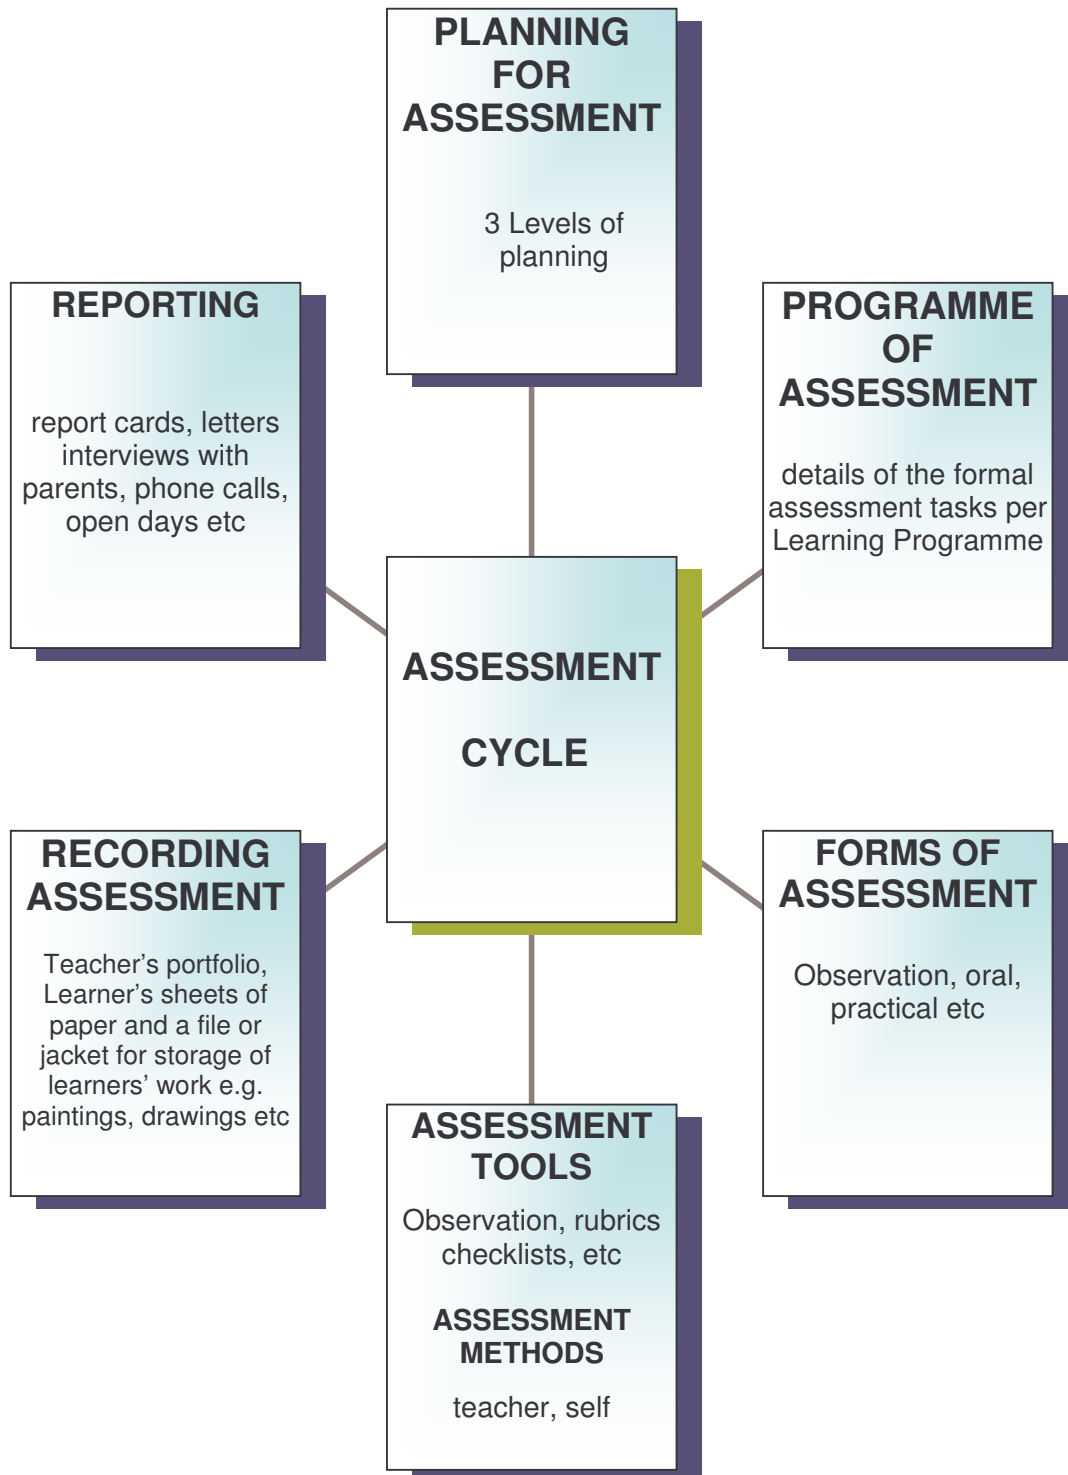 PLANNING
FOR
ASSESSMENT
3 Levels of
planning
REPORTING
report cards, letters
interviews with
parents, phone calls,
open days etc
PROGRAMME
OF
ASSESSMENT
details of the formal
assessment tasks per
Learning Programme
ASSESSMENT
CYCLE
RECORDING
ASSESSMENT
Teacher’s portfolio,
Learner’s sheets of
paper and a file or
jacket for storage of
learners’ work e.g.
paintings, drawings etc
FORMS OF
ASSESSMENT
Observation, oral,
practical etc
ASSESSMENT
TOOLS
Observation, rubrics
checklists, etc
ASSESSMENT
METHODS
teacher, self